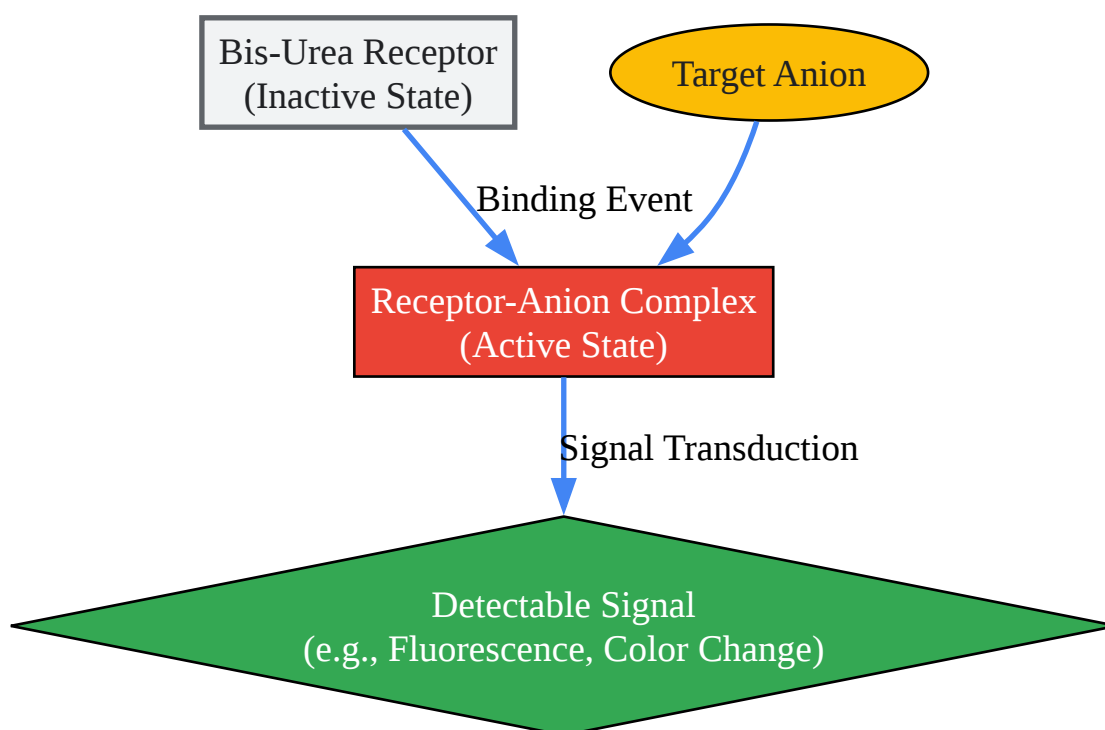 Bis-Urea Receptor
(Inactive State)
Target Anion
Binding Event
Receptor-Anion Complex
(Active State)
Signal Transduction
Detectable Signal
(e.g., Fluorescence, Color Change)